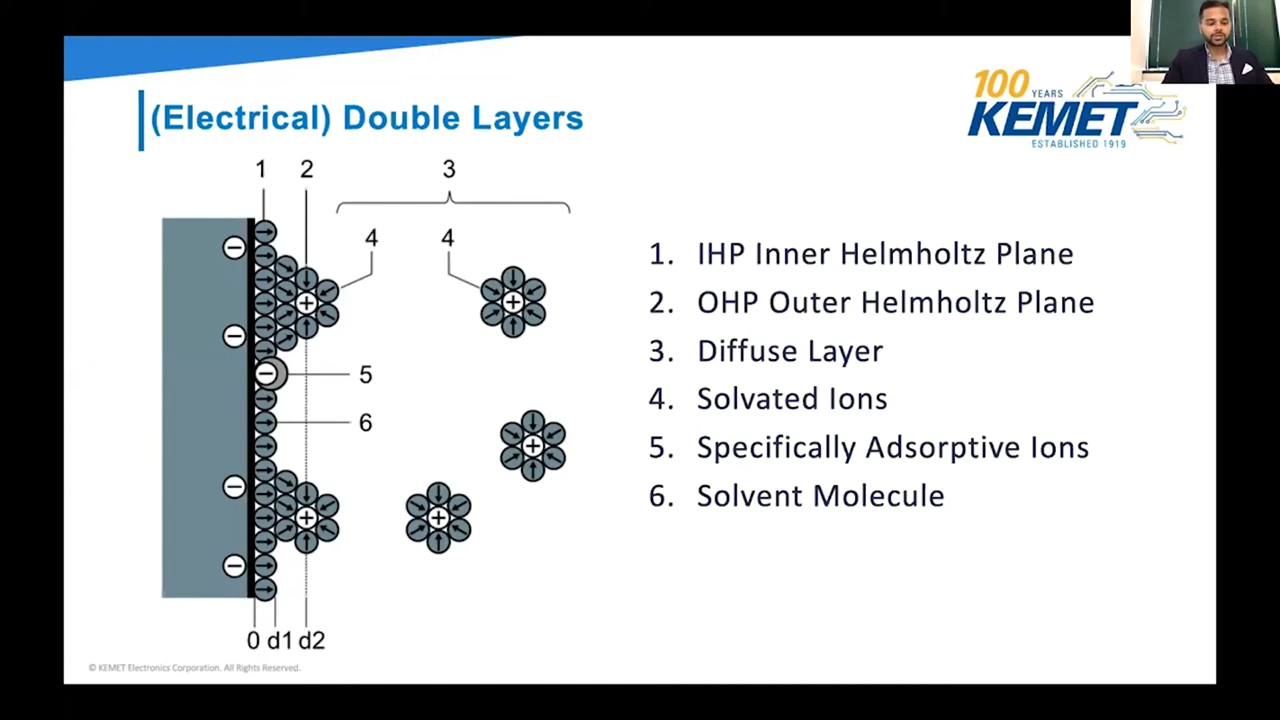 (Electrical) Double Layers
100
YEARS
KEMET
ESTABLISHED 1919
1 2 3
4 4
5
6
0 d1 d2
1. IHP Inner Helmholtz Plane
2. OHP Outer Helmholtz Plane
3. Diffuse Layer
4. Solvated Ions
5. Specifically Adsorptive Ions
6. Solvent Molecule
© KEMET Electronics Corporation. All Rights Reserved.